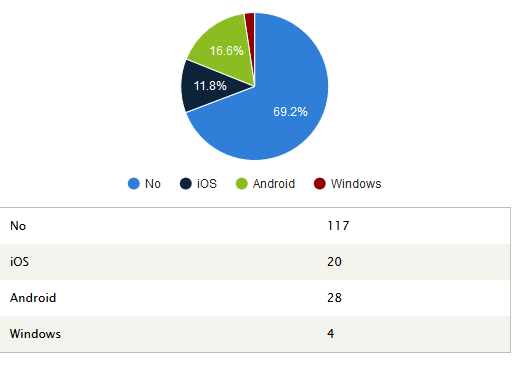 16.6%
11.8%
69.2%
No iOS Android Windows
No 117
iOS 20
Android 28
Windows 4